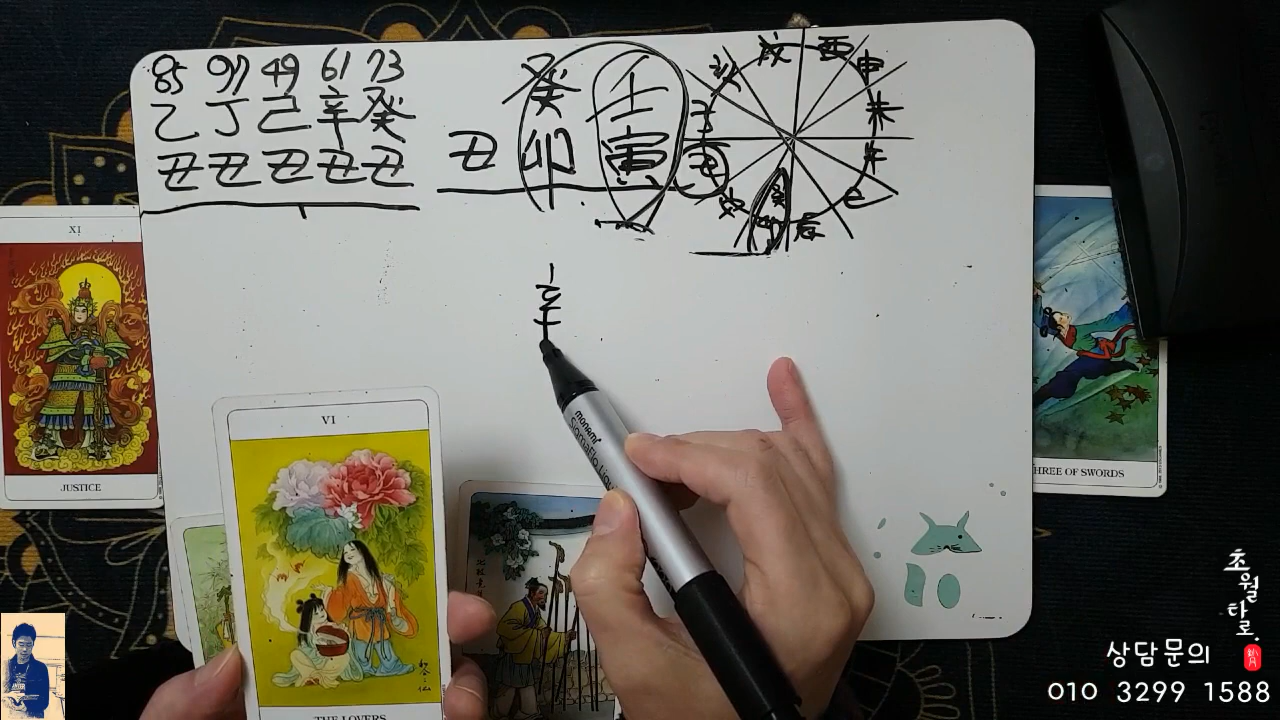 85 97 49 61 73
乙 丁 己 辛 癸
丑 丑 丑 丑 丑
癸 壬
丑 卯 寅
戌 酉 申 未 午 巳 辰 卯 子
辛
XI
JUSTICE
VI
THE LOVERS
THREE OF SWORDS
monami
초월타로.
상담문의
010 3299 1588